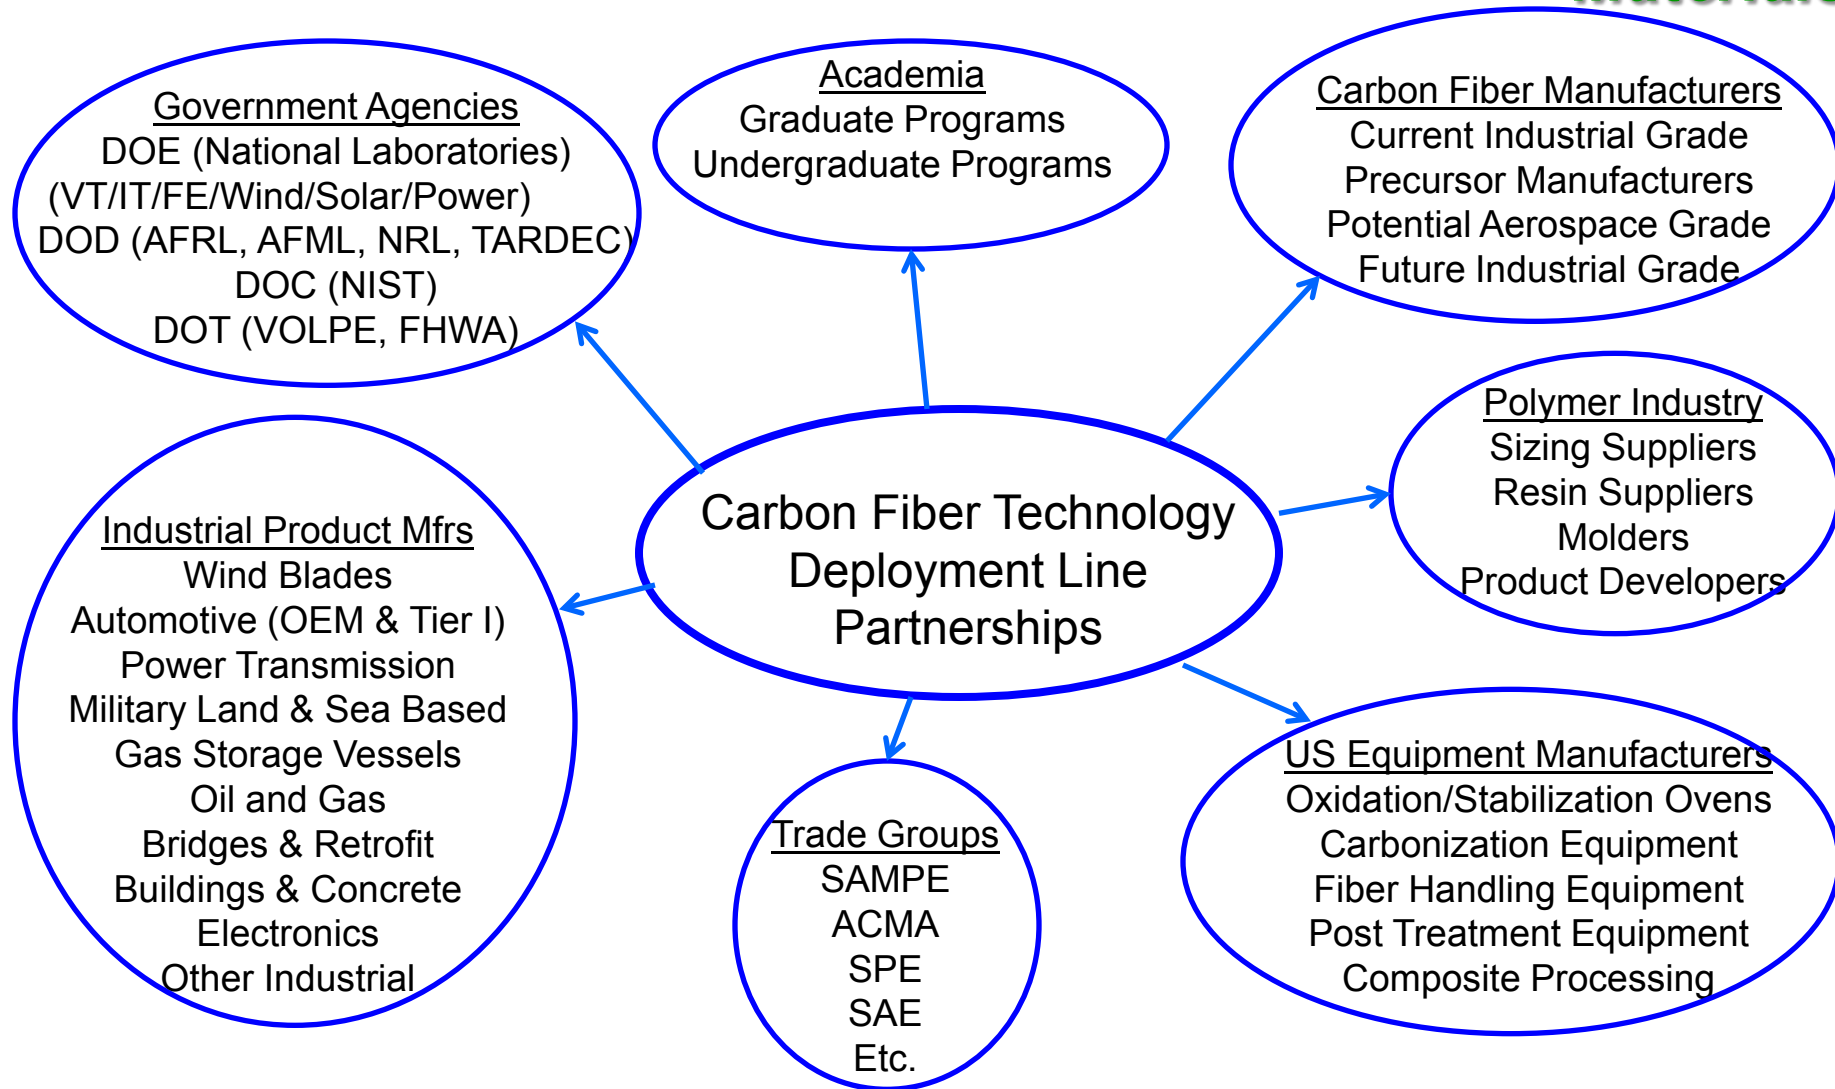 Government Agencies
DOE (National Laboratories)
(VT/IT/FE/Wind/Solar/Power)
DOD (AFRL, AFML, NRL, TARDEC)
DOC (NIST)
DOT (VOLPE, FHWA)
Academia
Graduate Programs
Undergraduate Programs
Carbon Fiber Manufacturers
Current Industrial Grade
Precursor Manufacturers
Potential Aerospace Grade
Future Industrial Grade
Polymer Industry
Sizing Suppliers
Resin Suppliers
Molders
Product Developers
Carbon Fiber Technology
Deployment Line
Partnerships
Industrial Product Mfrs
Wind Blades
Automotive (OEM & Tier I)
Power Transmission
Military Land & Sea Based
Gas Storage Vessels
Oil and Gas
Bridges & Retrofit
Buildings & Concrete
Electronics
Other Industrial
Trade Groups
SAMPE
ACMA
SPE
SAE
Etc.
US Equipment Manufacturers
Oxidation/Stabilization Ovens
Carbonization Equipment
Fiber Handling Equipment
Post Treatment Equipment
Composite Processing